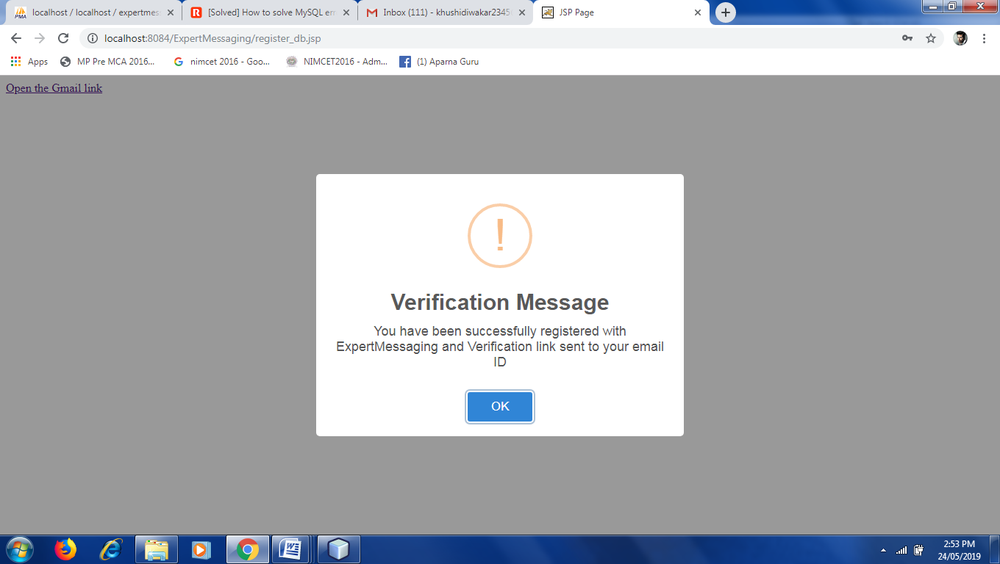 localhost / localhost / expertmes
[Solved] How to solve MySQL err
Inbox (111) - khushidiwakar23456
JSP Page
localhost:8084/ExpertMessaging/register_db.jsp
Apps
MP Pre MCA 2016...
nimcet 2016 - Goo...
NIMCET2016 - Adm...
(1) Aparna Guru
Open the Gmail link
!
Verification Message
You have been successfully registered with
ExpertMessaging and Verification link sent to your email
ID
OK
2:53 PM
24/05/2019